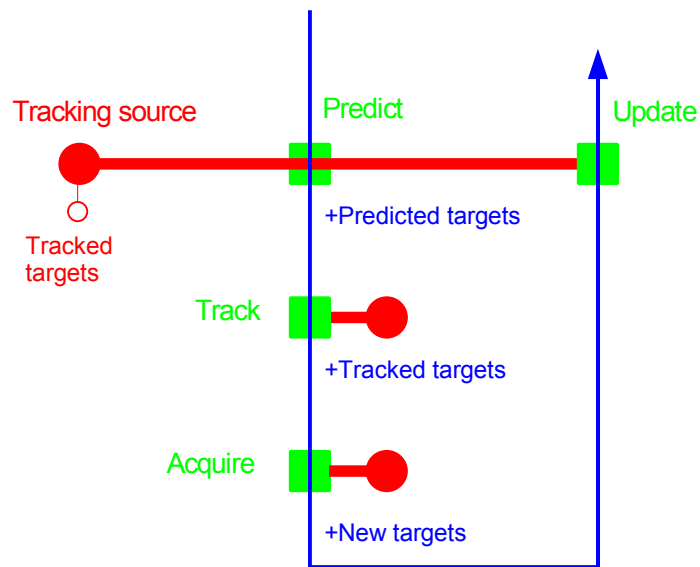 Tracking source
Predict
Update
+Predicted targets
Tracked
targets
Track
+Tracked targets
Acquire
+New targets